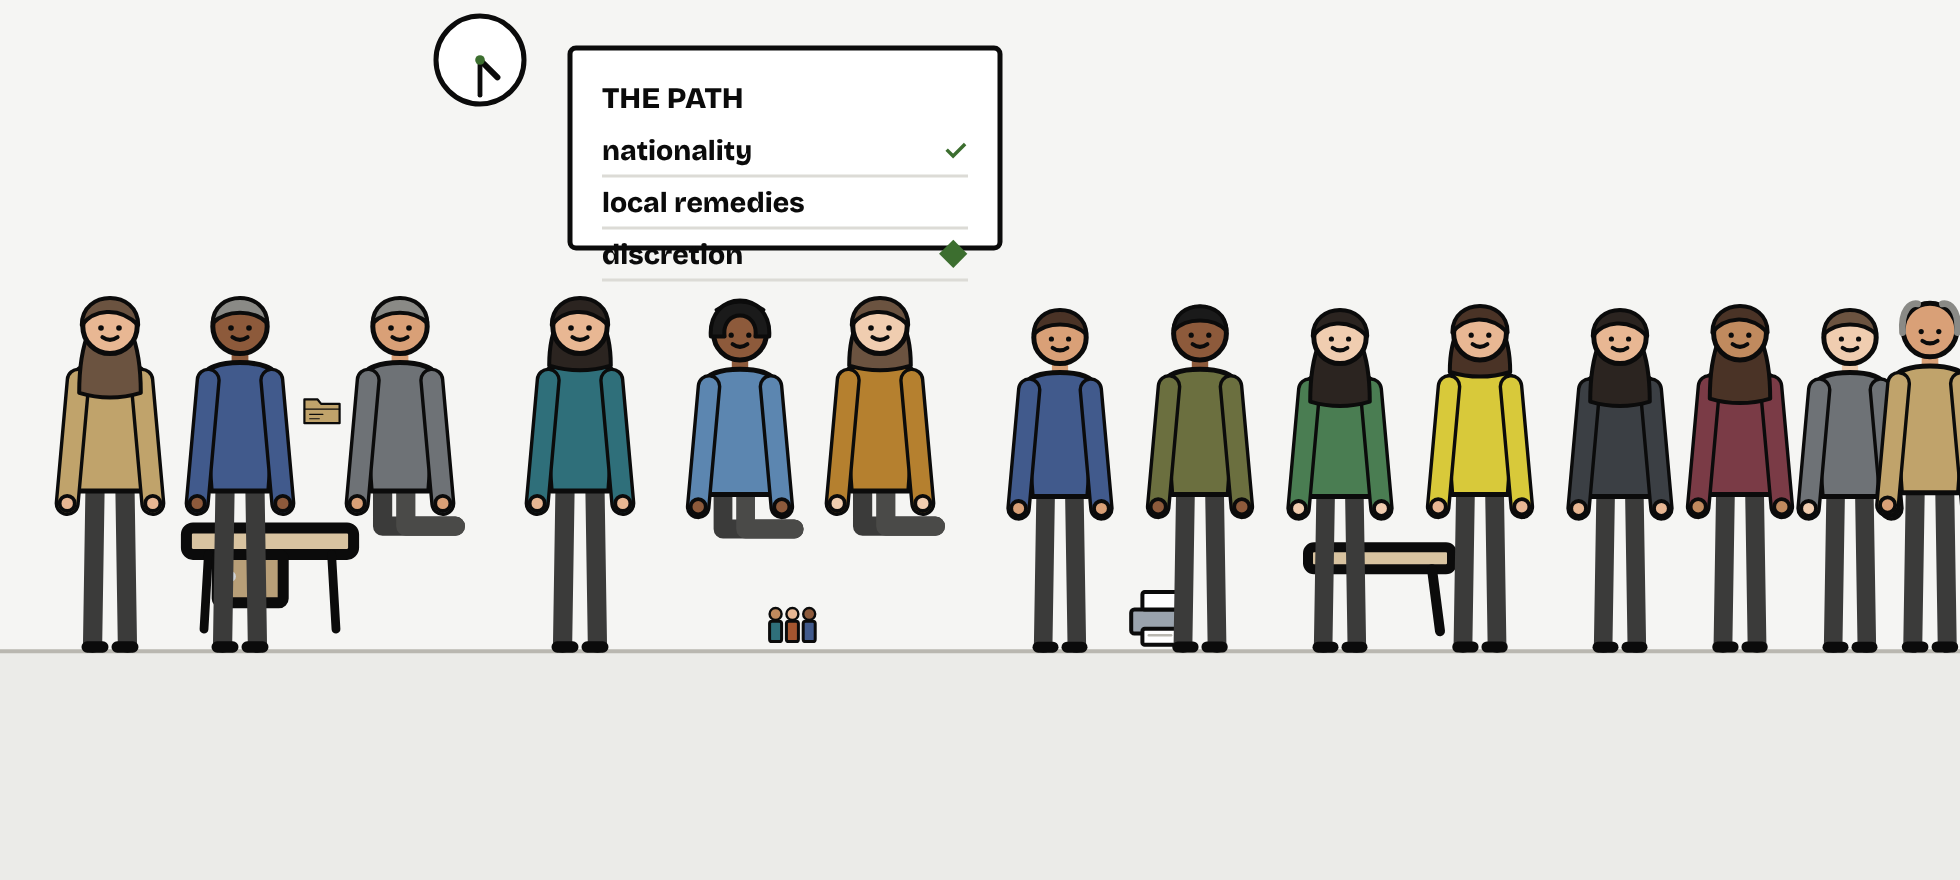 THE PATH
nationality
local remedies
discretion